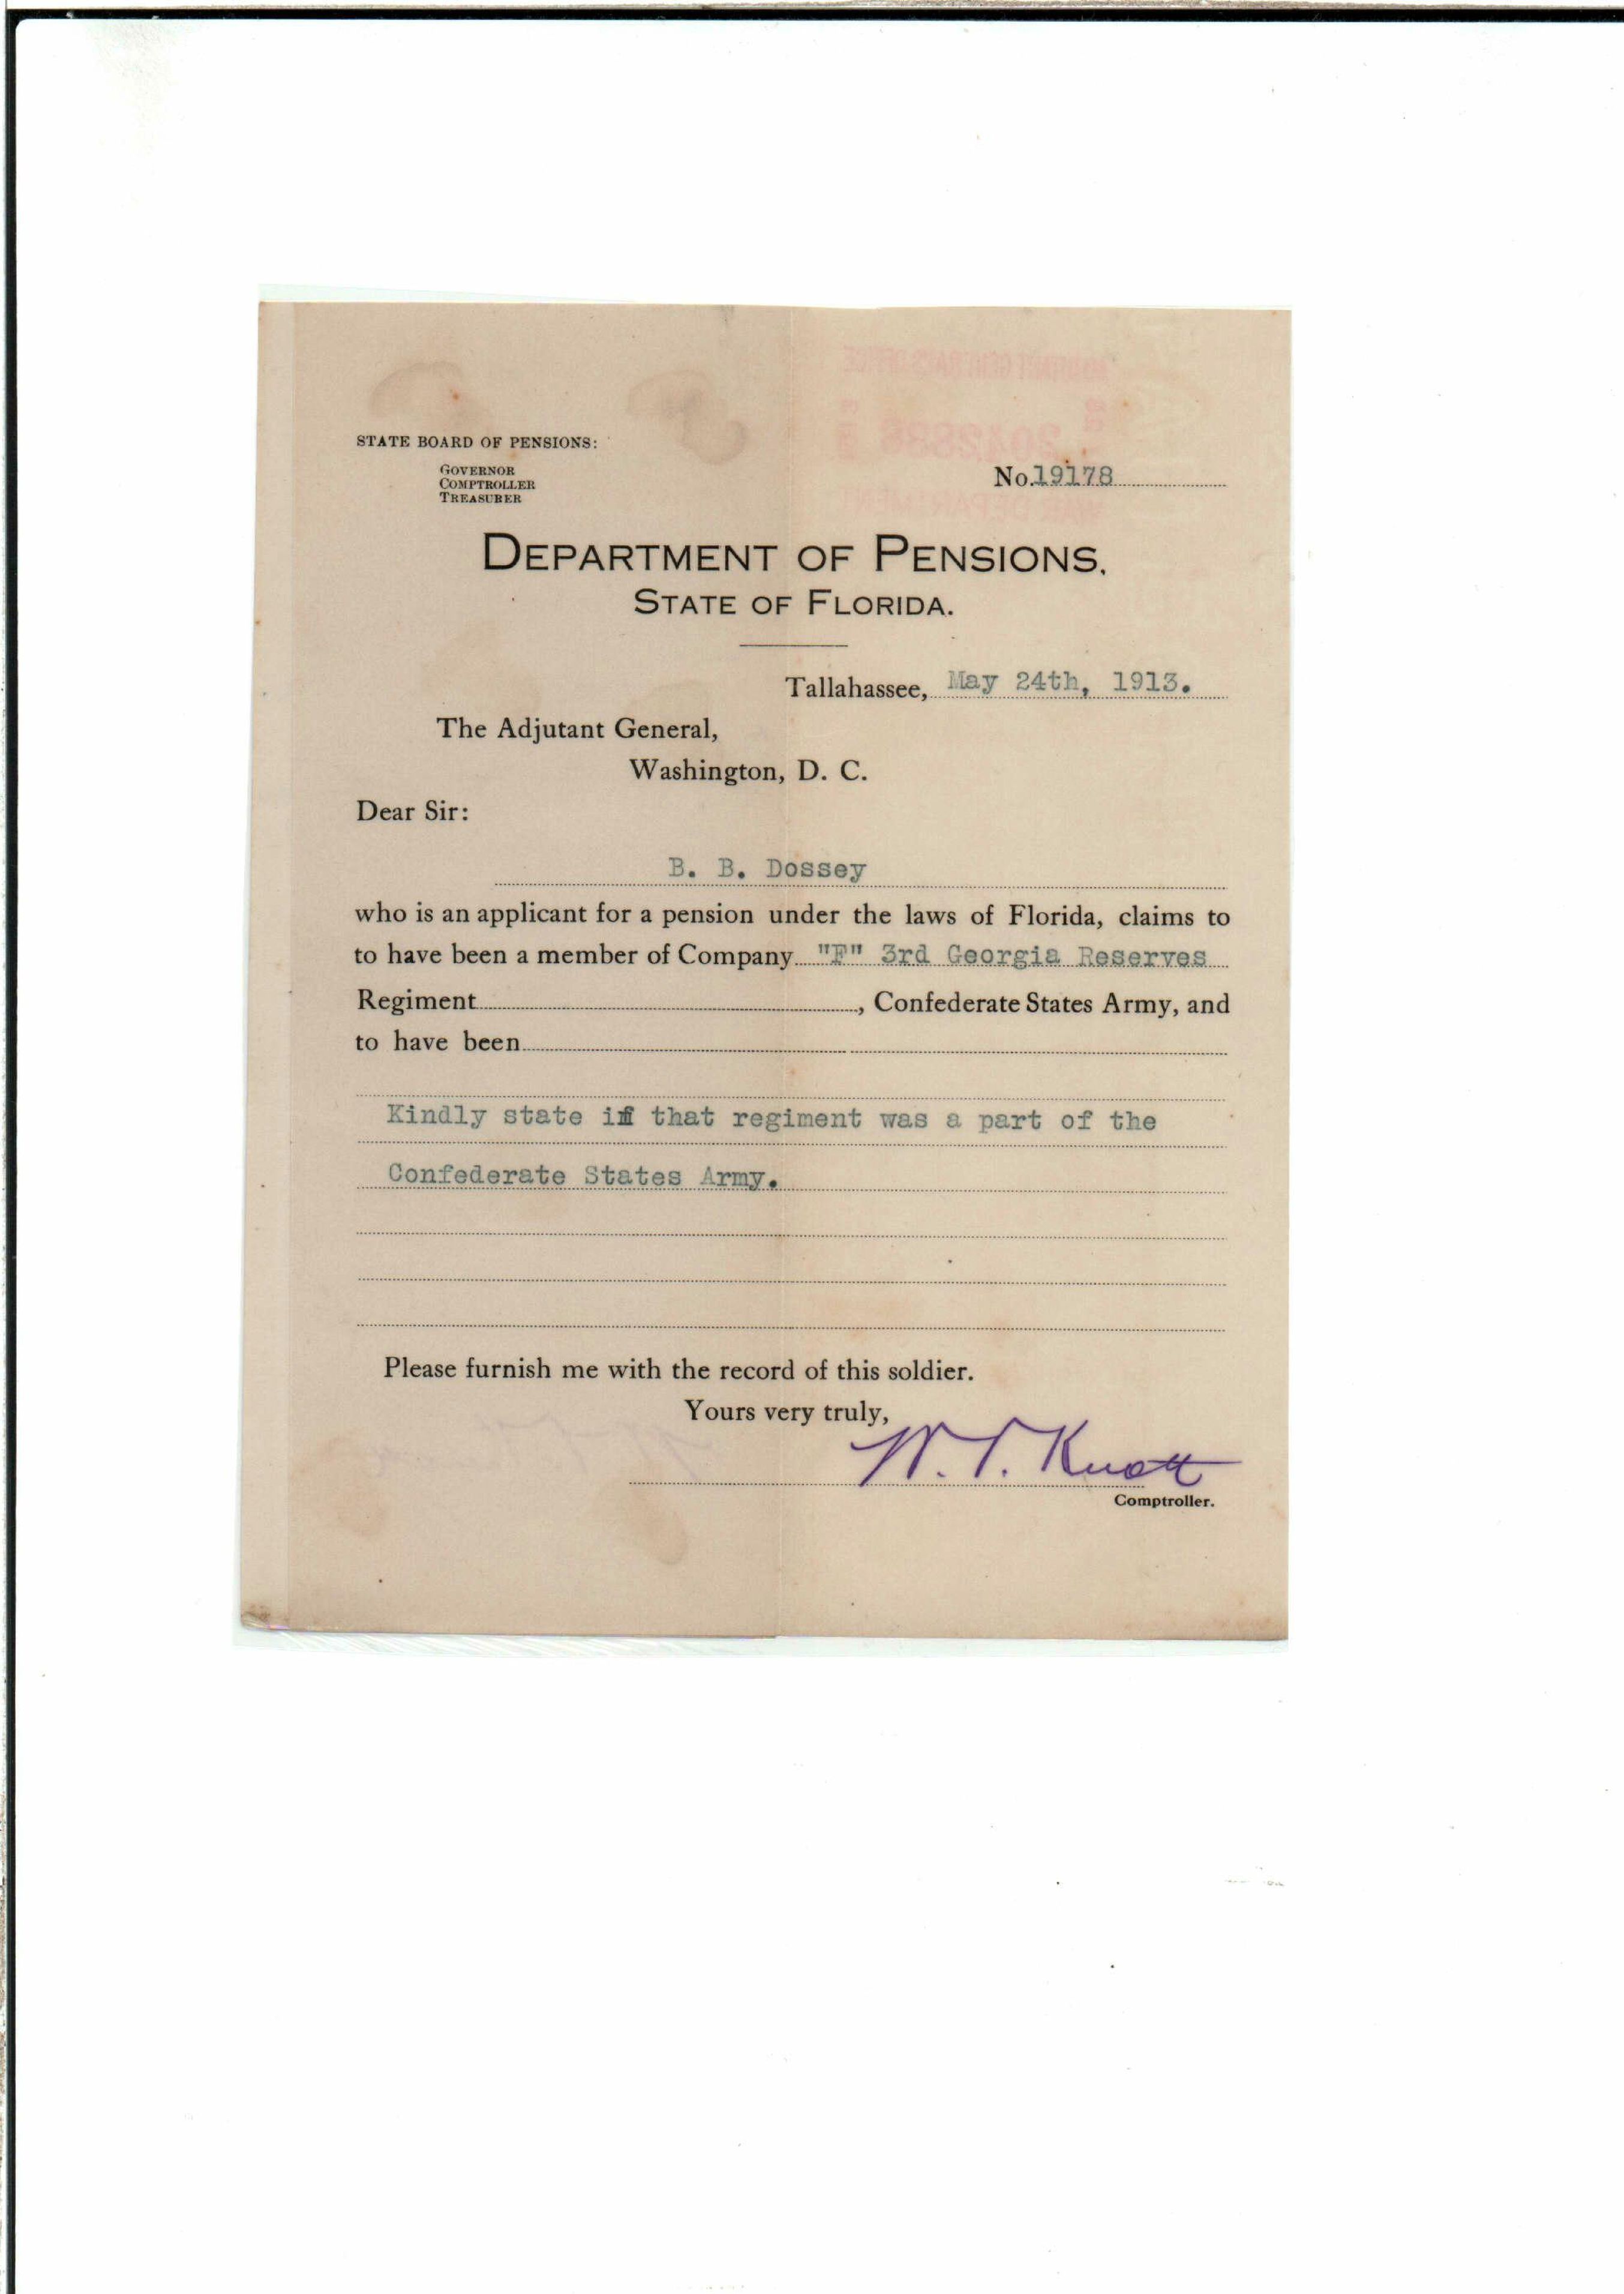 STATE BOARD OF PENSIONS:
GOVERNOR
COMPTROLLER
TREASURER
No. 19178
DEPARTMENT OF PENSIONS.
STATE OF FLORIDA.
Tallahassee, May 24th, 1913.
The Adjutant General,
Washington, D. C.
Dear Sir:
B. B. Dossey
who is an applicant for a pension under the laws of Florida, claims to
to have been a member of Company "F" 3rd Georgia Reserves
Regiment , Confederate States Army, and
to have been
Kindly state if that regiment was a part of the
Confederate States Army.
Please furnish me with the record of this soldier.
Yours very truly,
W. V. Knott
Comptroller.